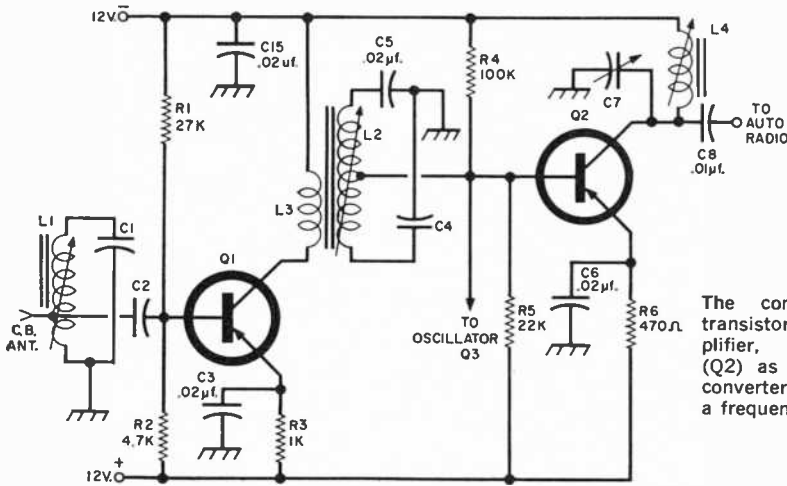 12V. −
C15
.02µf.
C5
.02µf.
L4
R4
100K
R1
27K
C7
Q2
L2
TO
AUTO
RADIO
C8
.01µf.
L3
L1
C1
C4
C2
Q1
C6
.02µf.
C.B.
ANT.
TO
OSCILLATOR
Q3
R5
22K
R6
470Ω
C3
.02µf.
R2
4.7K
R3
1K
12V. +
The con
transistor
plifier,
(Q2) as
converter
a frequen